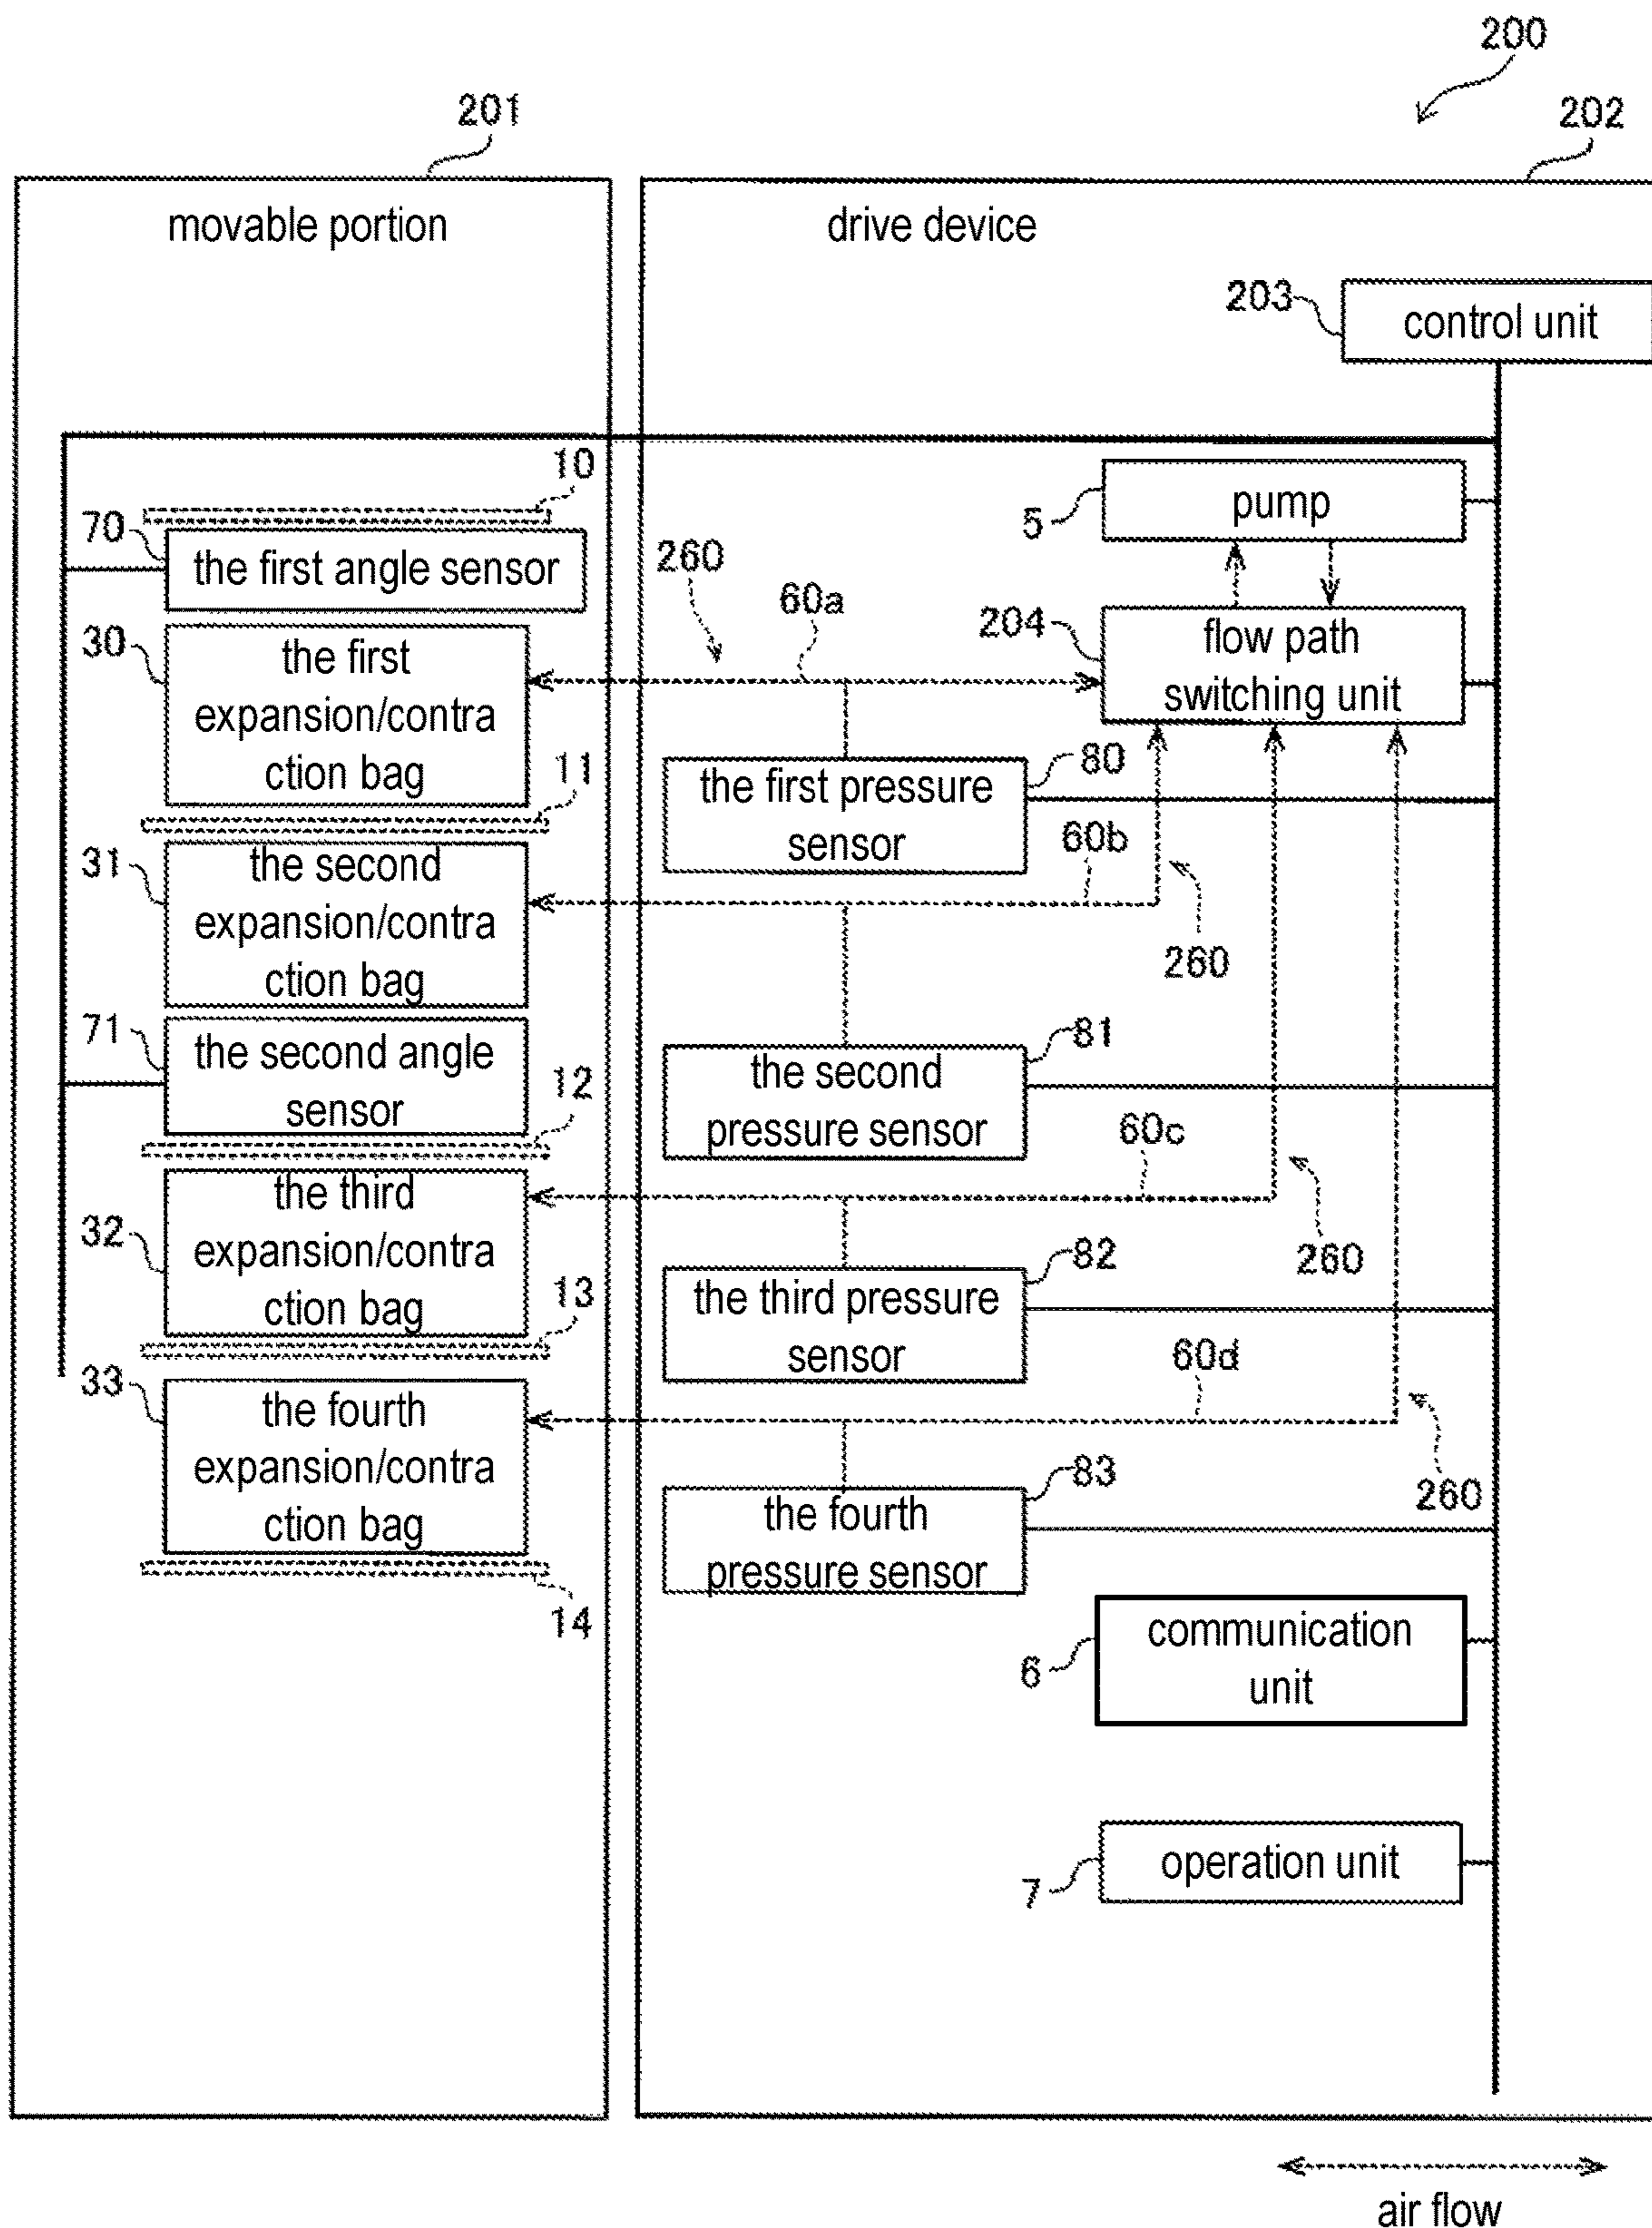 200
201
202
movable portion
drive device
203
control unit
10
5
pump
70
the first angle sensor
260
60a
204
flow path
switching unit
30
the first
expansion/contra
ction bag
11
80
the first pressure
sensor
60b
31
the second
expansion/contra
ction bag
260
71
the second angle
sensor
12
81
the second
pressure sensor
60c
32
the third
expansion/contra
ction bag
13
260
82
the third pressure
sensor
60d
33
the fourth
expansion/contra
ction bag
14
260
83
the fourth
pressure sensor
6
communication
unit
7
operation unit
air flow